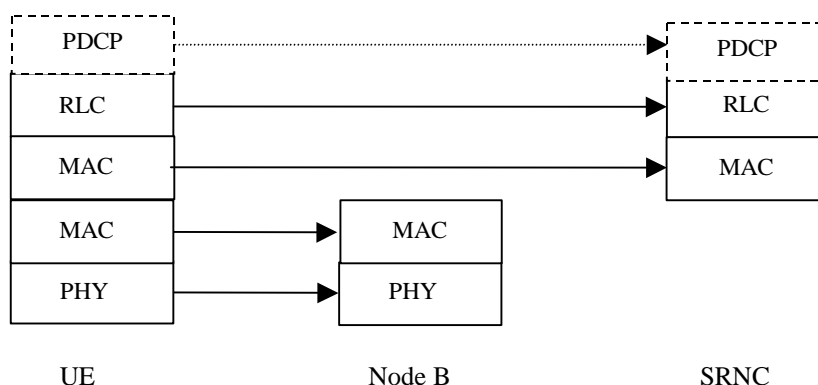 PDCP
PDCP
RLC
RLC
MAC
MAC
MAC
MAC
PHY
PHY
UE
Node B
SRNC